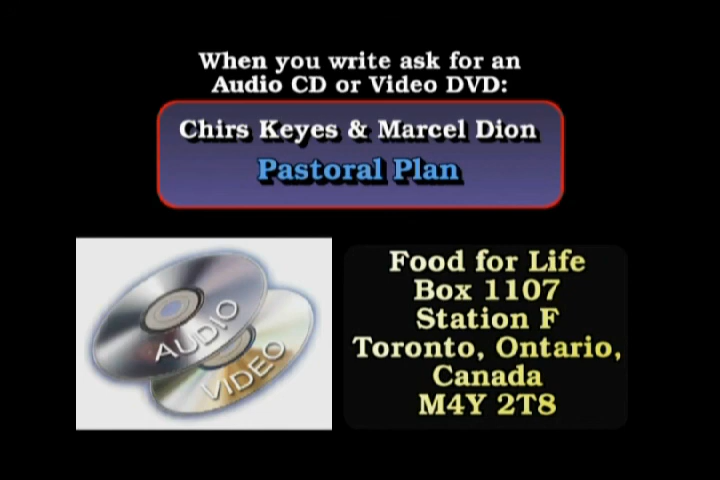 When you write ask for an
Audio CD or Video DVD:
Chirs Keyes & Marcel Dion
Pastoral Plan
AUDIO
VIDEO
Food for Life
Box 1107
Station F
Toronto, Ontario,
Canada
M4Y 2T8